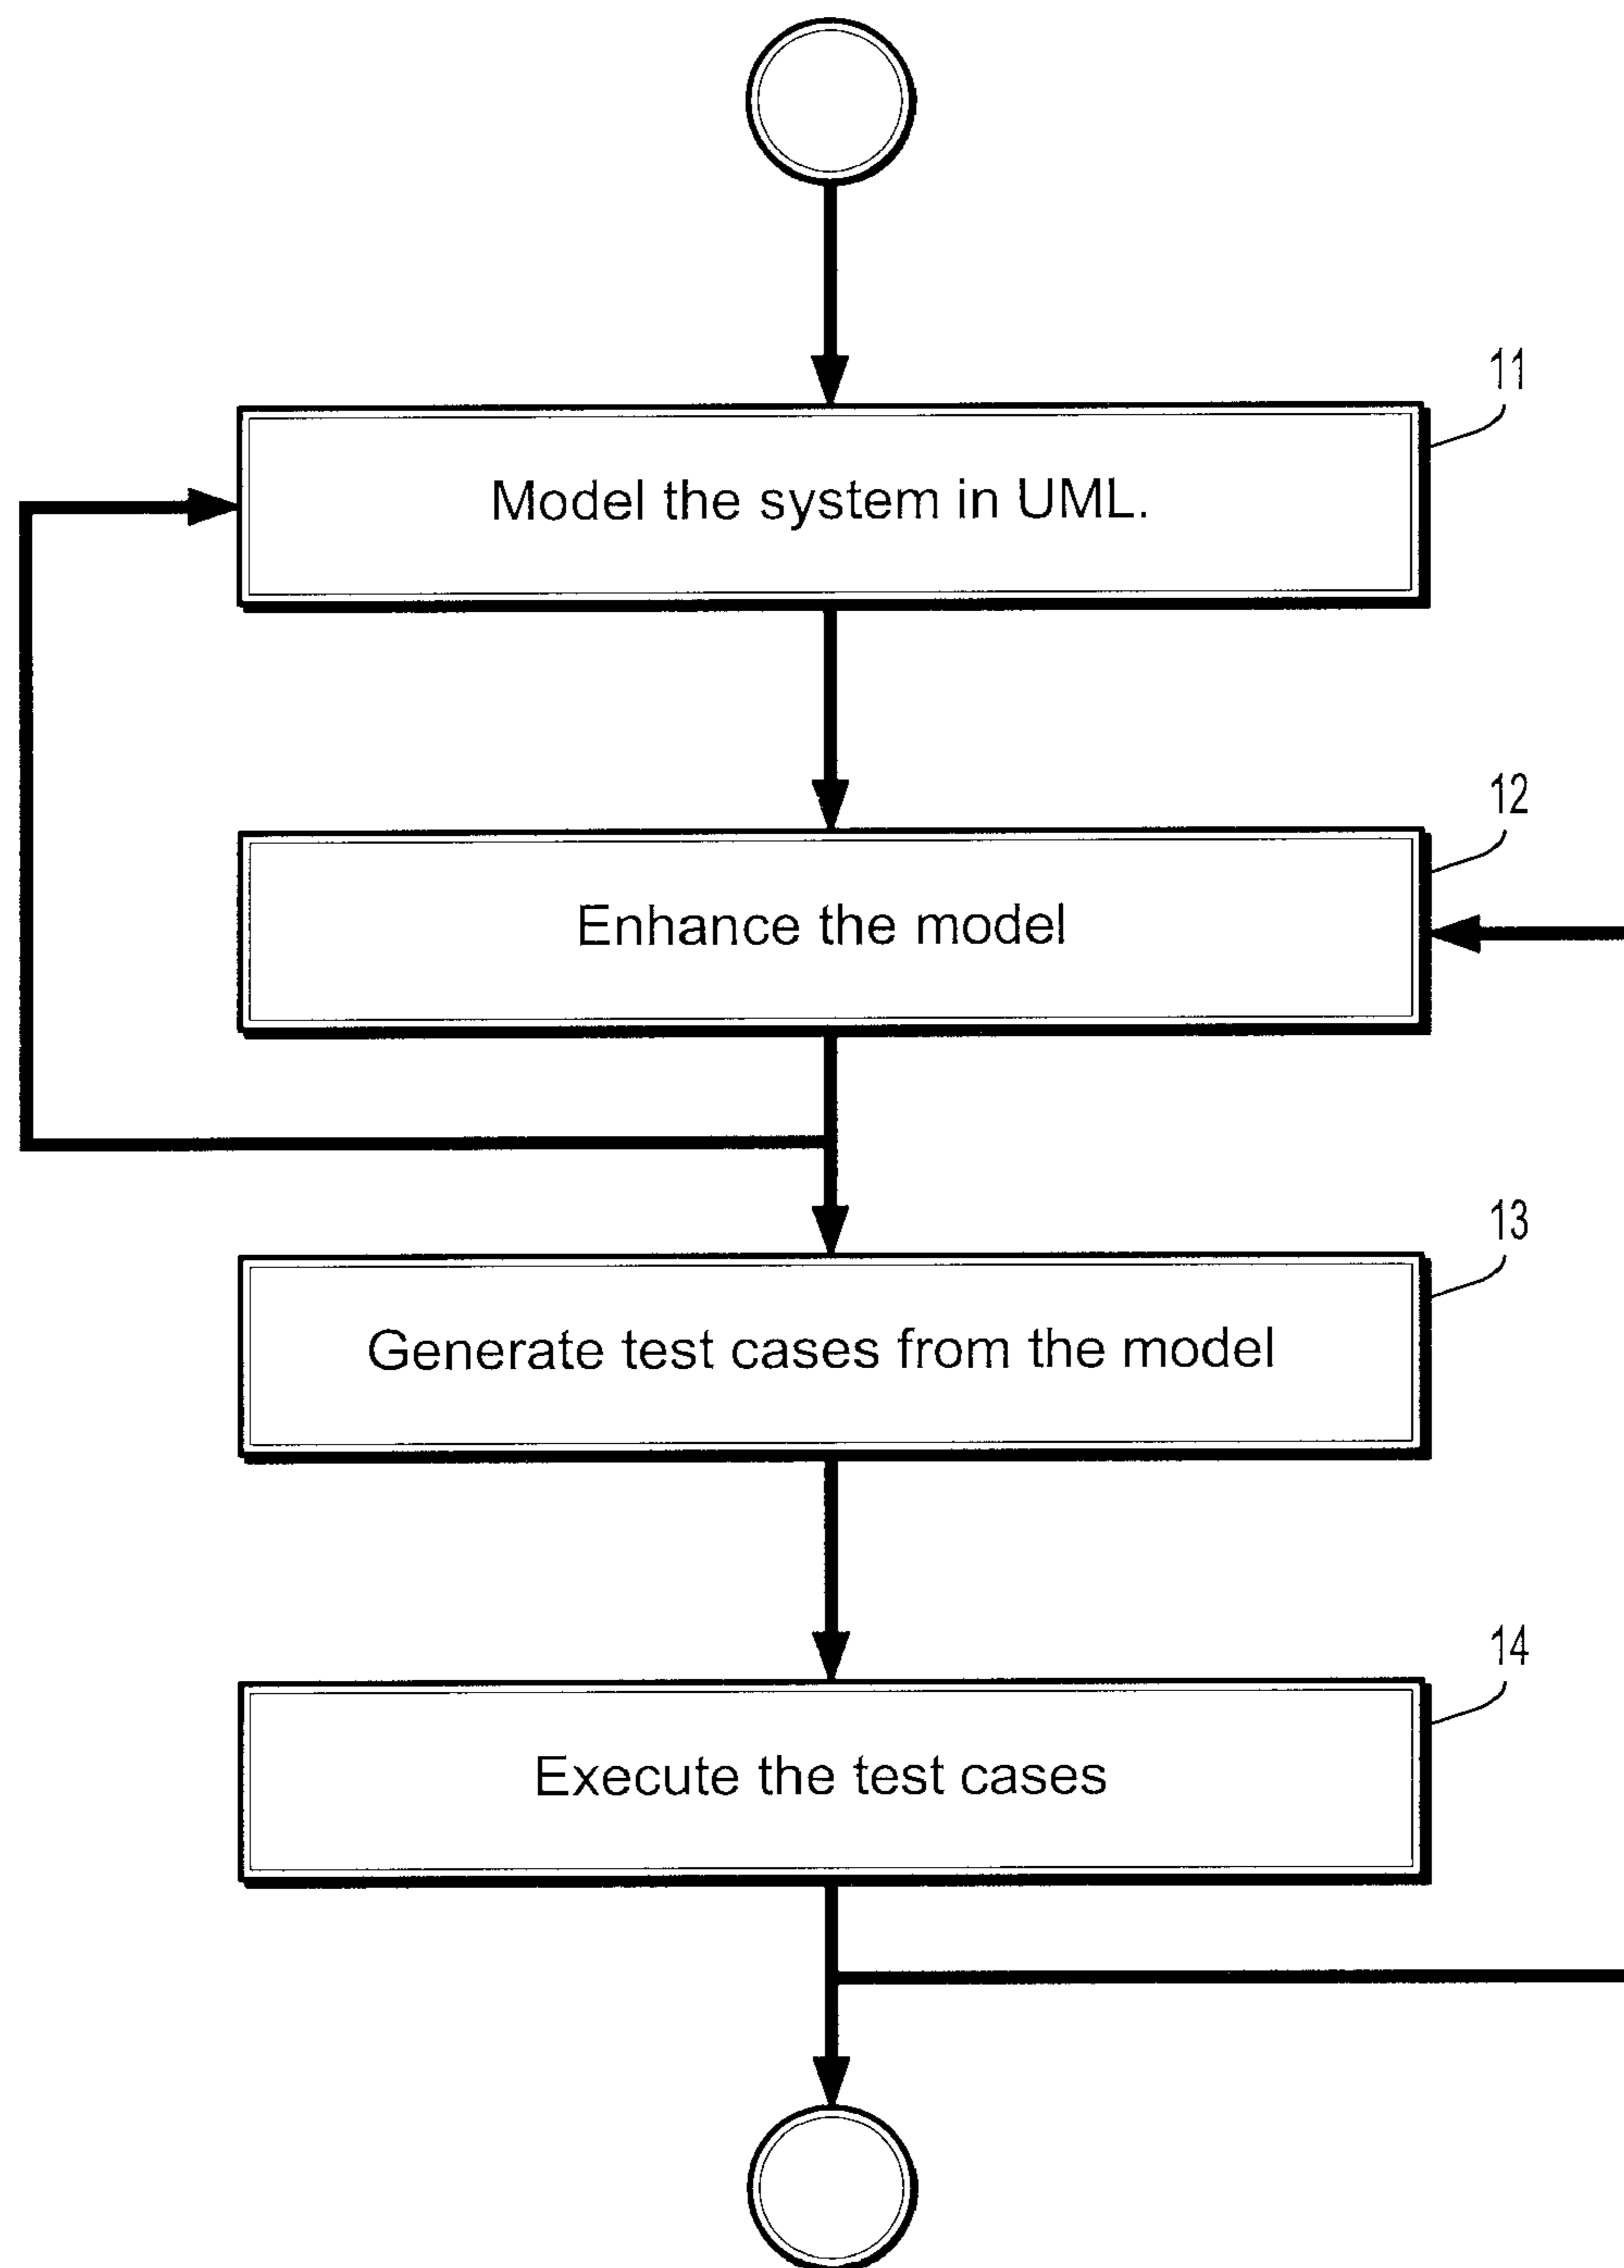 11
Model the system in UML.
12
Enhance the model
13
Generate test cases from the model
14
Execute the test cases